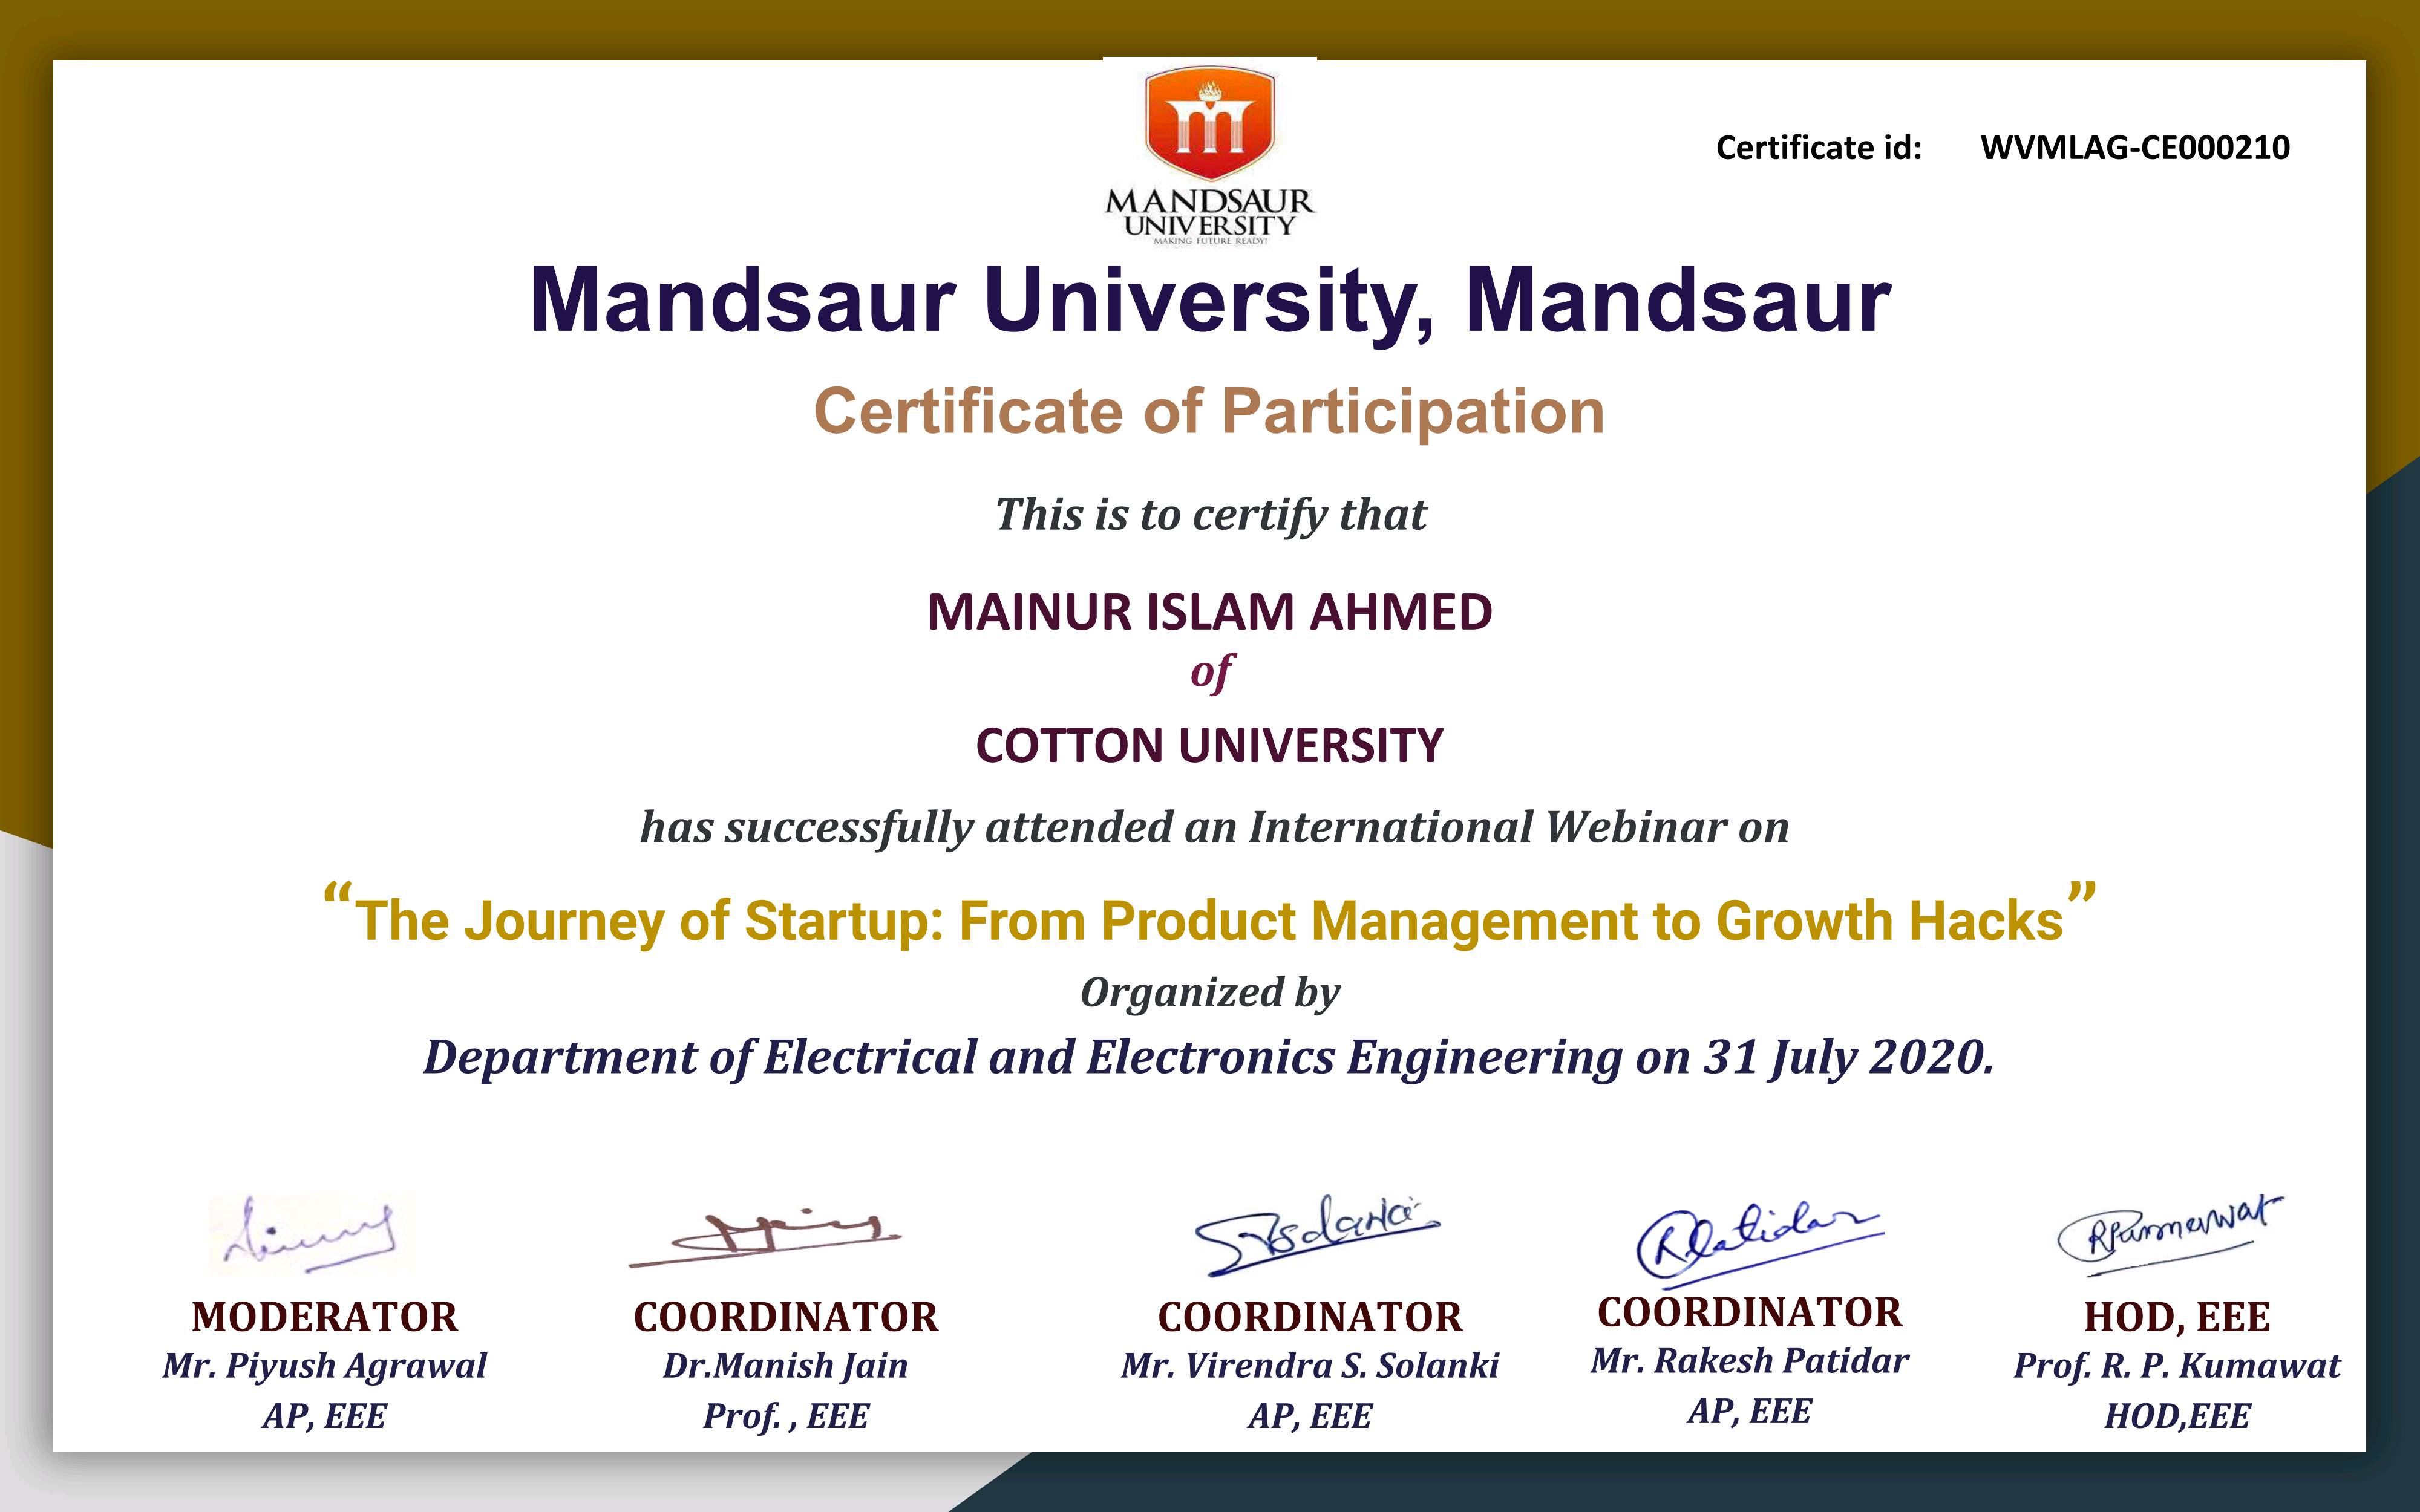 MANDSAUR
UNIVERSITY
MAKING FUTURE READY!
Certificate id: WVMLAG-CE000210
Mandsaur University, Mandsaur
Certificate of Participation
This is to certify that
MAINUR ISLAM AHMED
of
COTTON UNIVERSITY
has successfully attended an International Webinar on
“The Journey of Startup: From Product Management to Growth Hacks”
Organized by
Department of Electrical and Electronics Engineering on 31 July 2020.
MODERATOR
Mr. Piyush Agrawal
AP, EEE
COORDINATOR
Dr.Manish Jain
Prof. , EEE
COORDINATOR
Mr. Virendra S. Solanki
AP, EEE
COORDINATOR
Mr. Rakesh Patidar
AP, EEE
HOD, EEE
Prof. R. P. Kumawat
HOD,EEE